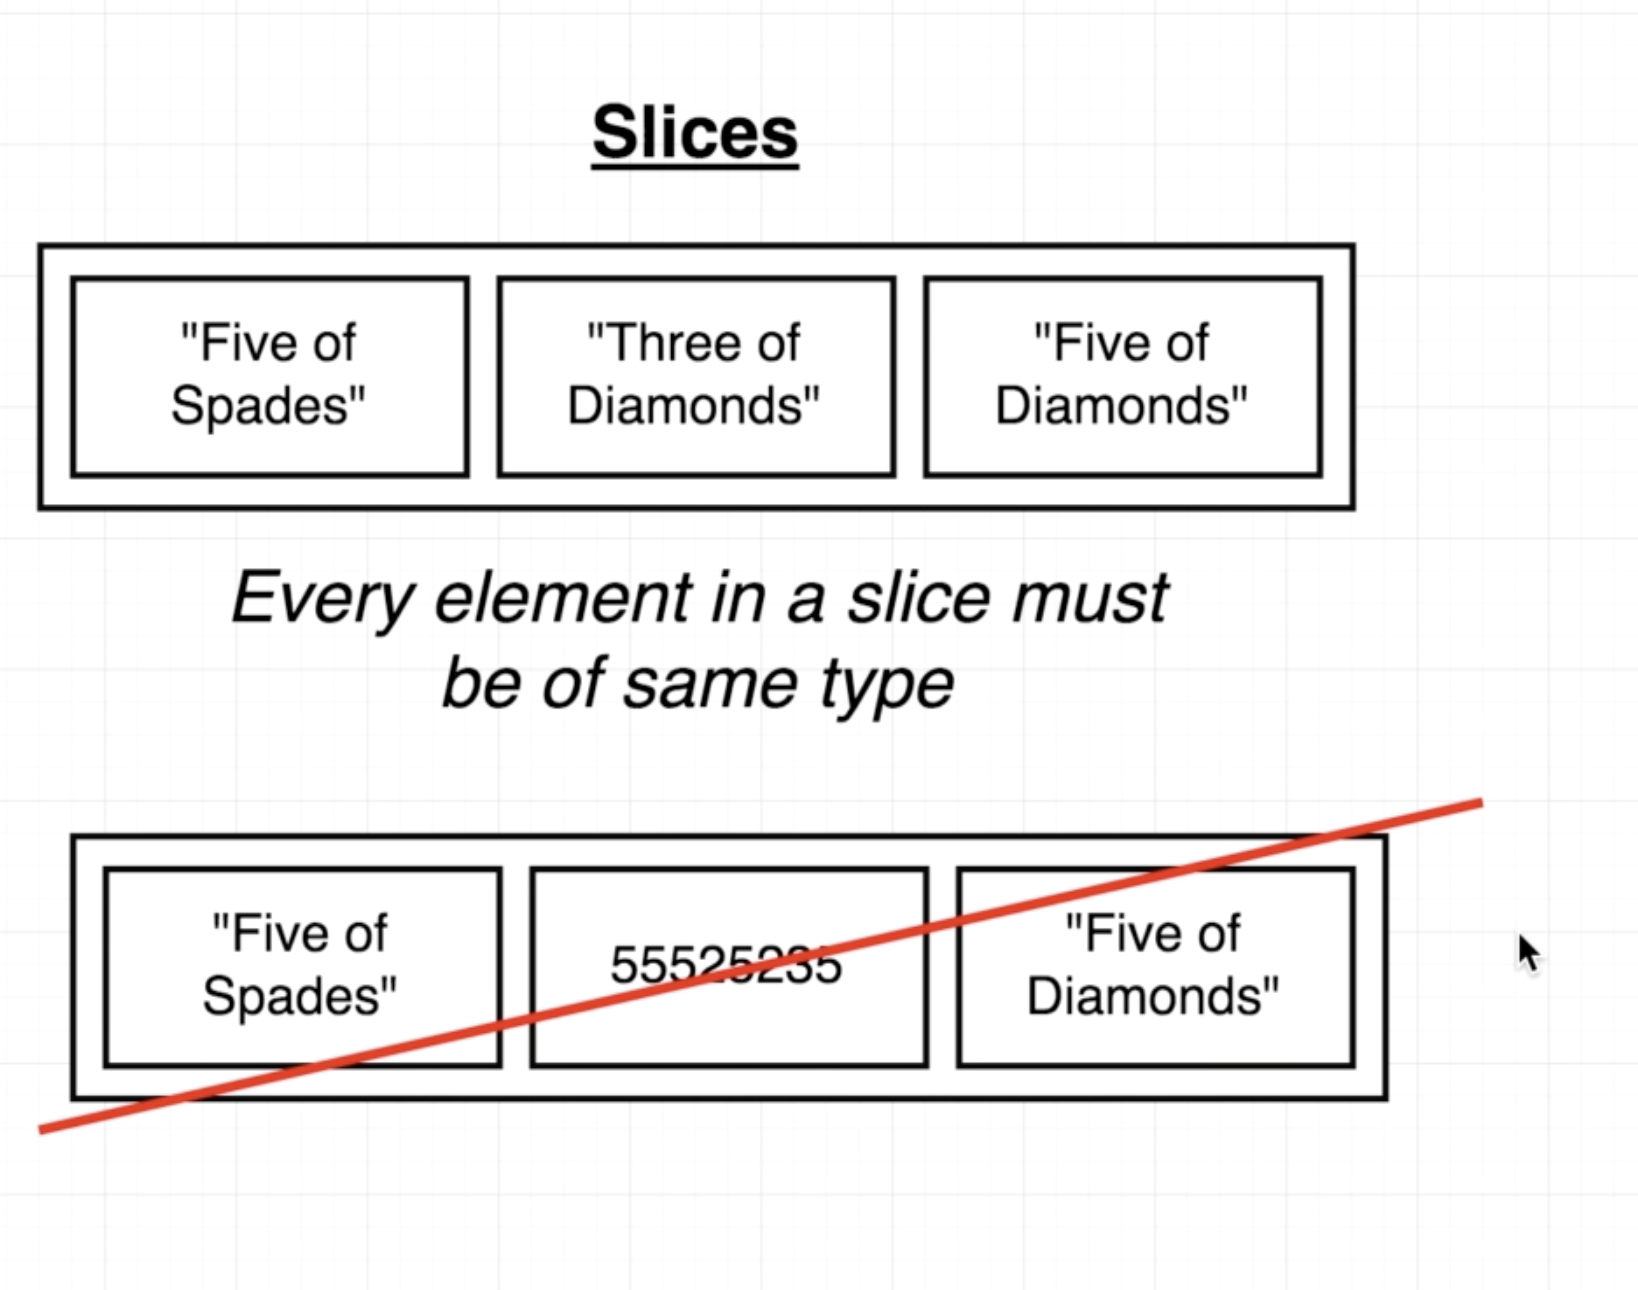 Slices
"Five of
Spades"
"Three of
Diamonds"
"Five of
Diamonds"
Every element in a slice must
be of same type
"Five of
Spades"
55525235
"Five of
Diamonds"